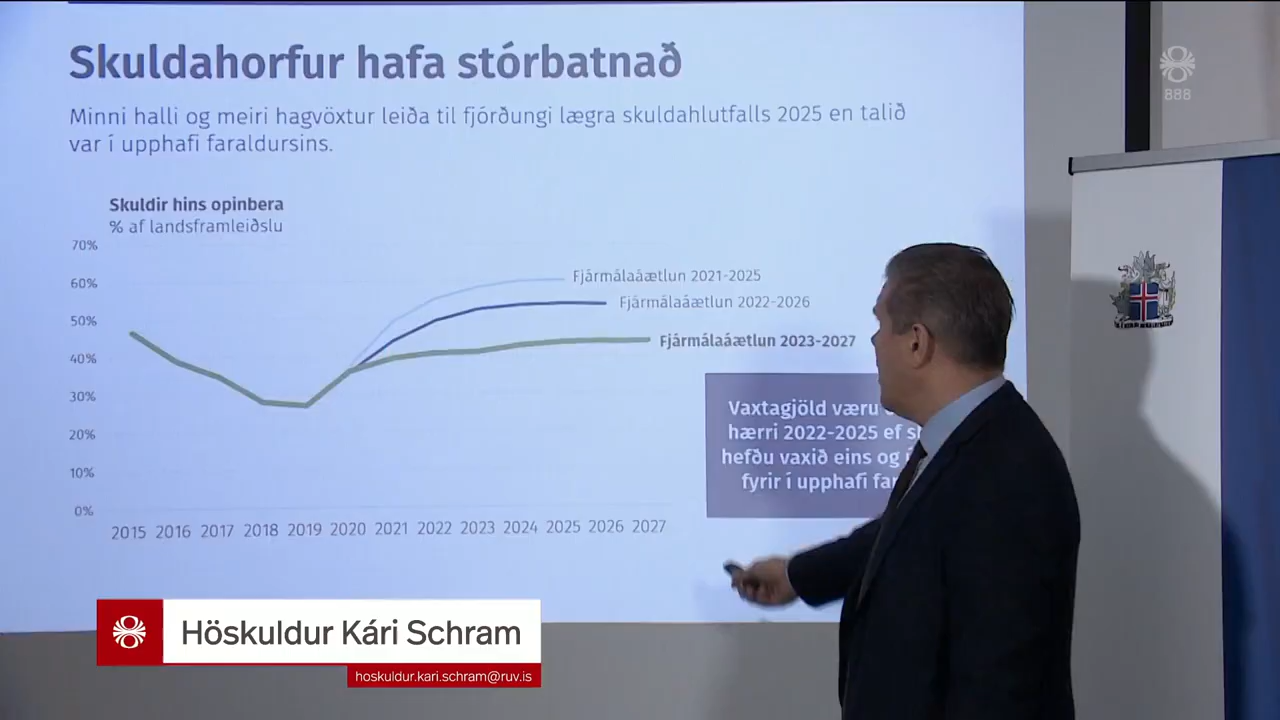 Skuldahorfur hafa stórbatnað
888
Minni halli og meiri hagvöxtur leiða til fjórðungi lægra skuldahlutfalls 2025 en talið
var í upphafi faraldursins.
Skuldir hins opinbera
% af landsframleiðslu
70%
60%
50%
40%
30%
20%
10%
0%
Fjármálaáætlun 2021-2025
Fjármálaáætlun 2022-2026
Fjármálaáætlun 2023-2027
2015 2016 2017 2018 2019 2020 2021 2022 2023 2024 2025 2026 2027
Vaxtagjöld væru
hærri 2022-2025 ef
hefðu vaxið eins og
fyrir í upphafi
Höskuldur Kári Schram
hoskuldur.kari.schram@ruv.is